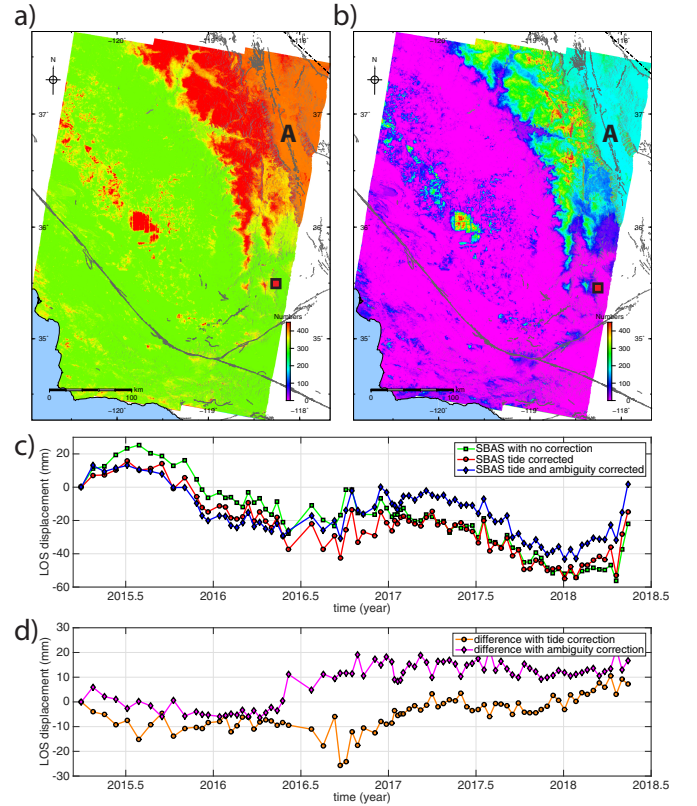 a)
b)
−120
−119
−118
−120
−119
−118
N
N
A
A
37
37
36
36
35
35
Numbers
400
300
200
100
0
Numbers
400
300
200
100
0
km
0
100
km
0
100
−120
−119
−118
−120
−119
−118
c)
20
0
-20
-40
-60
LOS displacement (mm)
SBAS with no correction
SBAS tide corrected
SBAS tide and ambiguity corrected
2015.5 2016 2016.5 2017 2017.5 2018 2018.5
time (year)
d)
30
20
10
0
-10
-20
-30
LOS displacement (mm)
difference with tide correction
difference with ambiguity correction
2015.5 2016 2016.5 2017 2017.5 2018 2018.5
time (year)